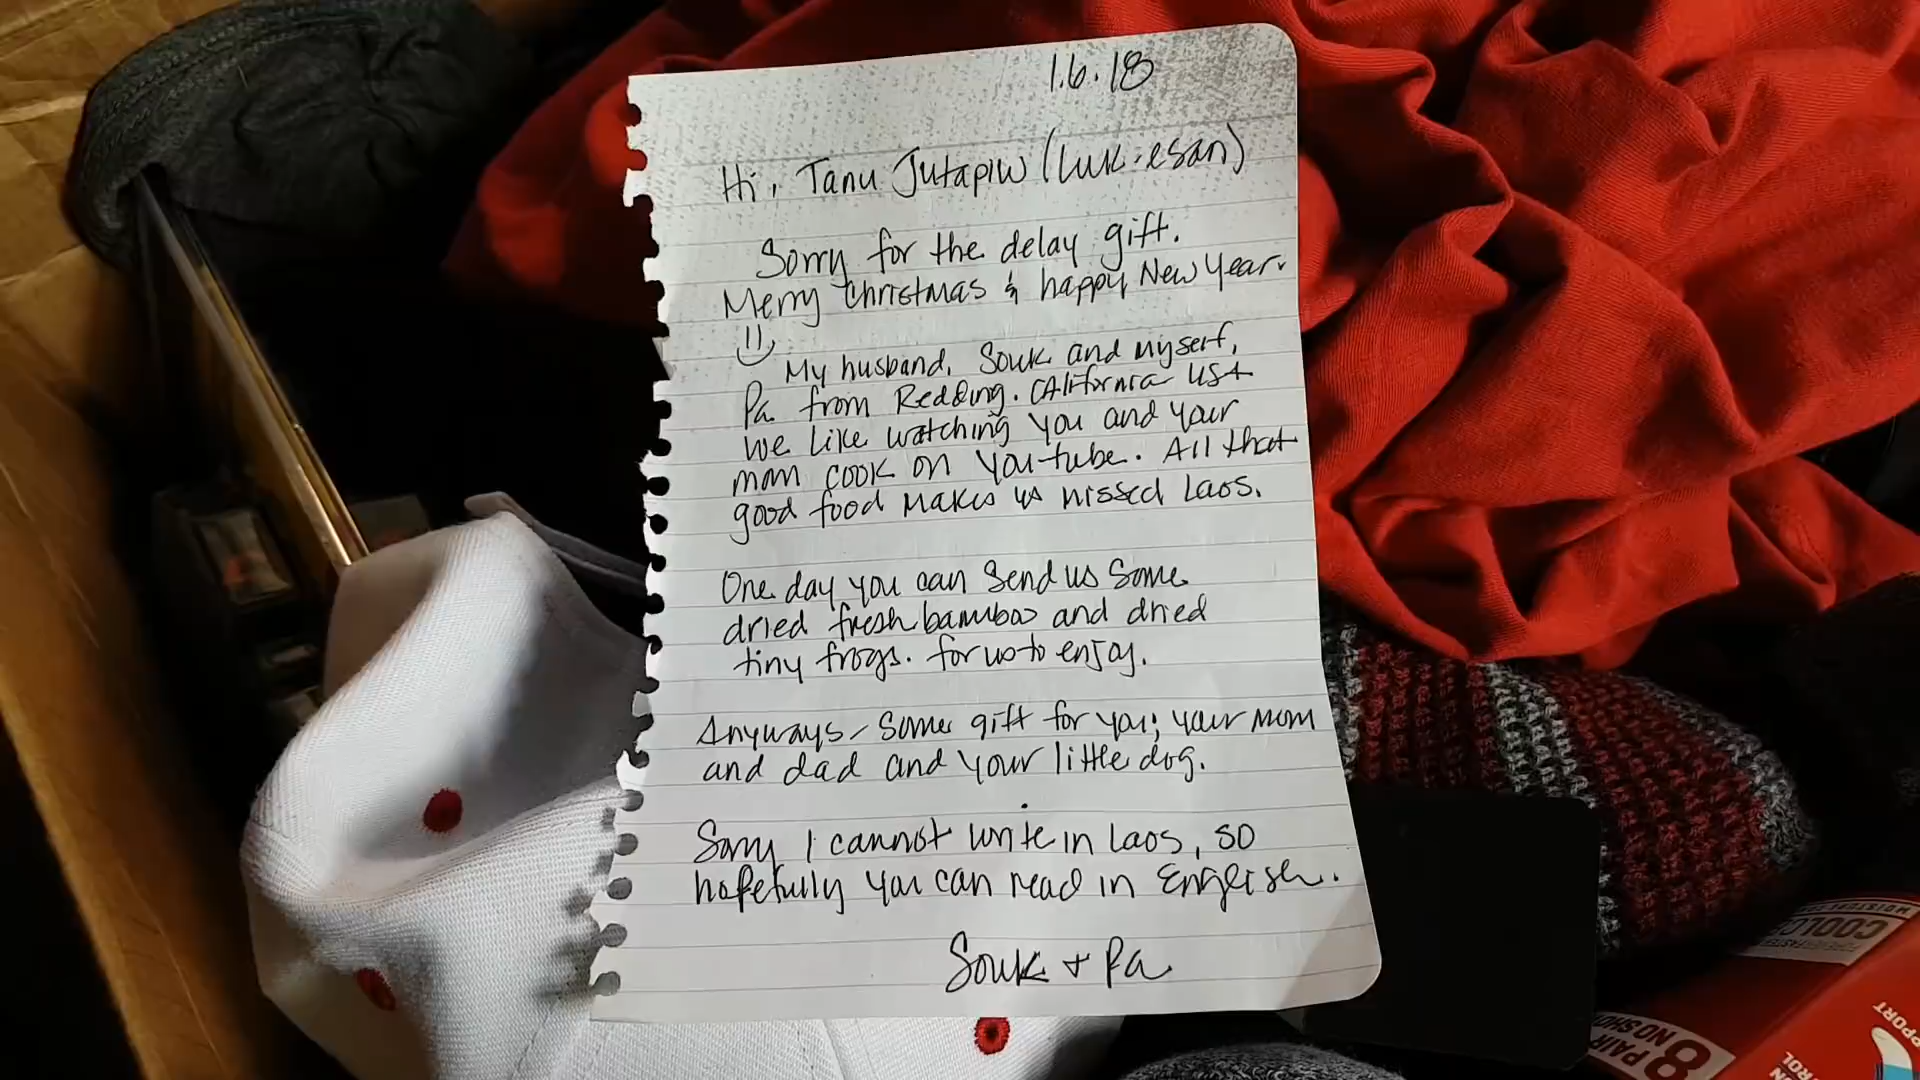 1.6.18
Hi, Tanu Jutapiw (Luk-esan)
Sorry for the delay gift.
Merry Christmas & happy New Year.
My husband, Souk and myself,
Pa from Redding. California USA
we like watching you and your
mom cook on you-tube. All that
good food makes us missed Laos.
One day you can send us some
dried fresh bamboo and dried
tiny frogs. for us to enjoy.
Anyways - some gift for you; your mom
and dad and your little dog.
Sorry I cannot write in Laos, so
hopefully you can read in English.
Souk + Pa
COOL
MOISTURE
8 PAIR
NO SHOW